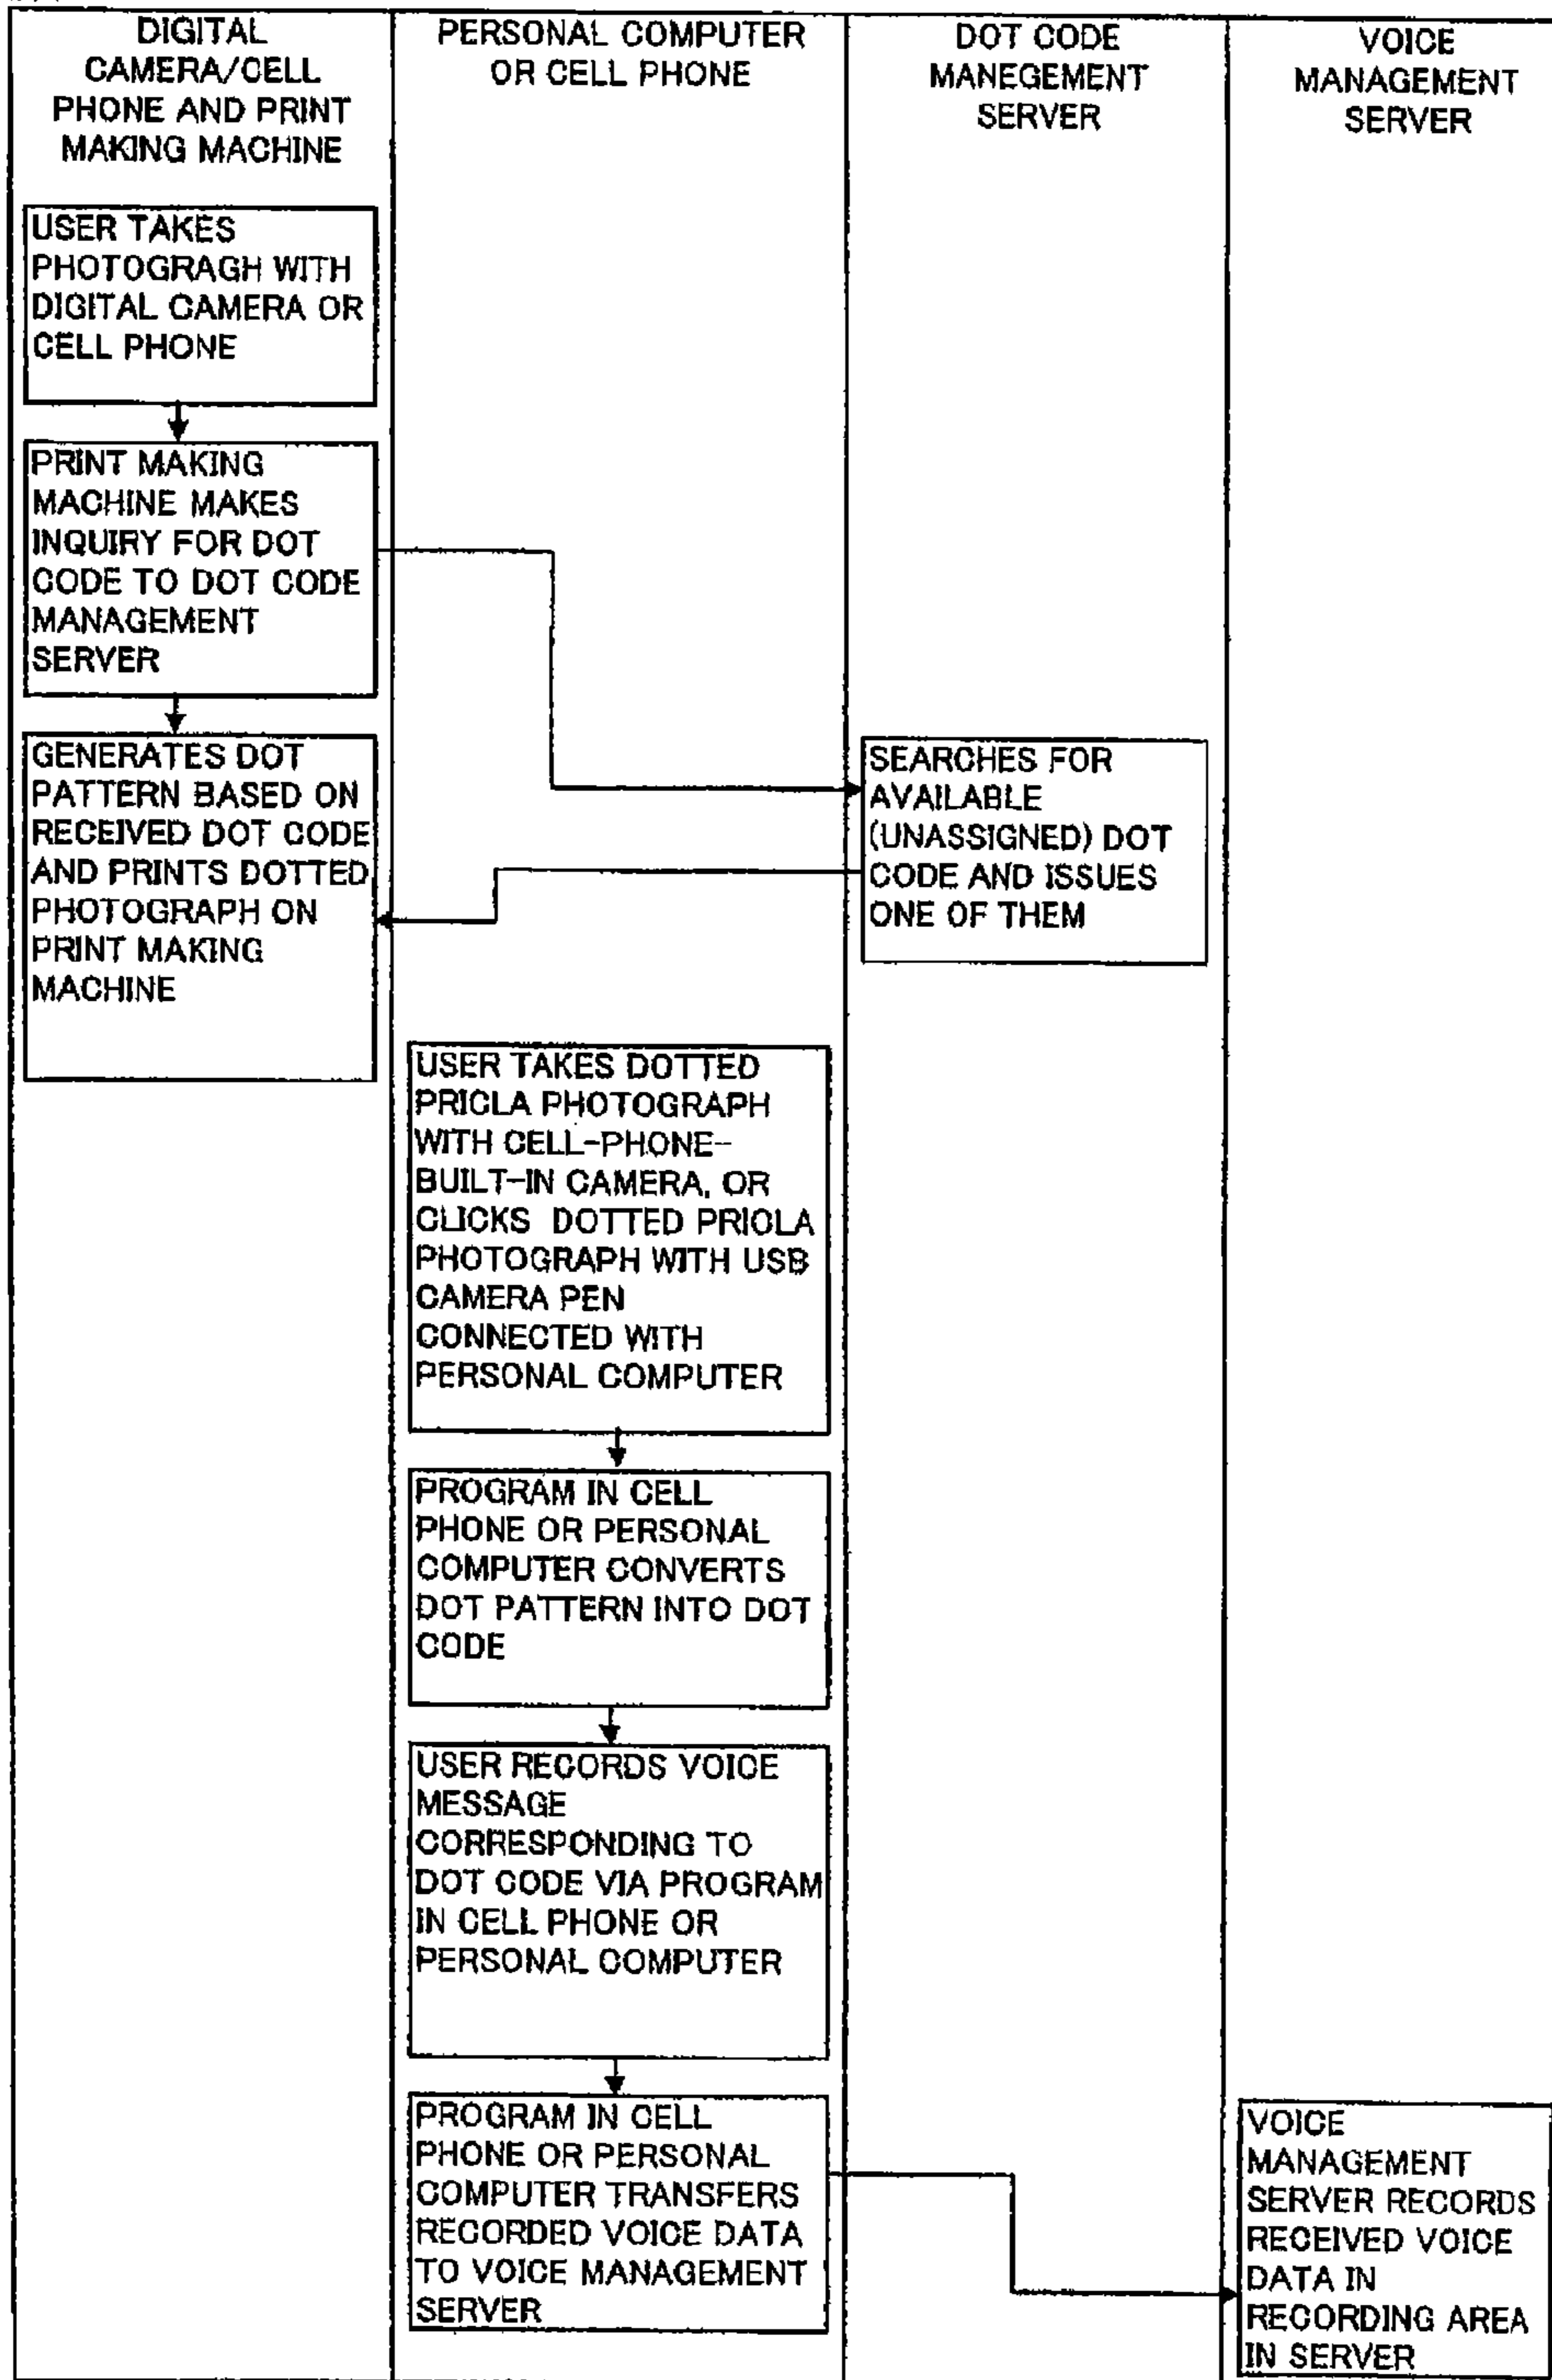 DIGITAL
CAMERA/CELL
PHONE AND PRINT
MAKING MACHINE
PERSONAL COMPUTER
OR CELL PHONE
DOT CODE
MANEGEMENT
SERVER
VOICE
MANAGEMENT
SERVER
USER TAKES
PHOTOGRAGH WITH
DIGITAL CAMERA OR
CELL PHONE
PRINT MAKING
MACHINE MAKES
INQUIRY FOR DOT
CODE TO DOT CODE
MANAGEMENT
SERVER
GENERATES DOT
PATTERN BASED ON
RECEIVED DOT CODE
AND PRINTS DOTTED
PHOTOGRAPH ON
PRINT MAKING
MACHINE
SEARCHES FOR
AVAILABLE
(UNASSIGNED) DOT
CODE AND ISSUES
ONE OF THEM
USER TAKES DOTTED
PRICLA PHOTOGRAPH
WITH CELL-PHONE-
BUILT-IN CAMERA, OR
CLICKS DOTTED PRICLA
PHOTOGRAPH WITH USB
CAMERA PEN
CONNECTED WITH
PERSONAL COMPUTER
PROGRAM IN CELL
PHONE OR PERSONAL
COMPUTER CONVERTS
DOT PATTERN INTO DOT
CODE
USER RECORDS VOICE
MESSAGE
CORRESPONDING TO
DOT CODE VIA PROGRAM
IN CELL PHONE OR
PERSONAL COMPUTER
PROGRAM IN CELL
PHONE OR PERSONAL
COMPUTER TRANSFERS
RECORDED VOICE DATA
TO VOICE MANAGEMENT
SERVER
VOICE
MANAGEMENT
SERVER RECORDS
RECEIVED VOICE
DATA IN
RECORDING AREA
IN SERVER